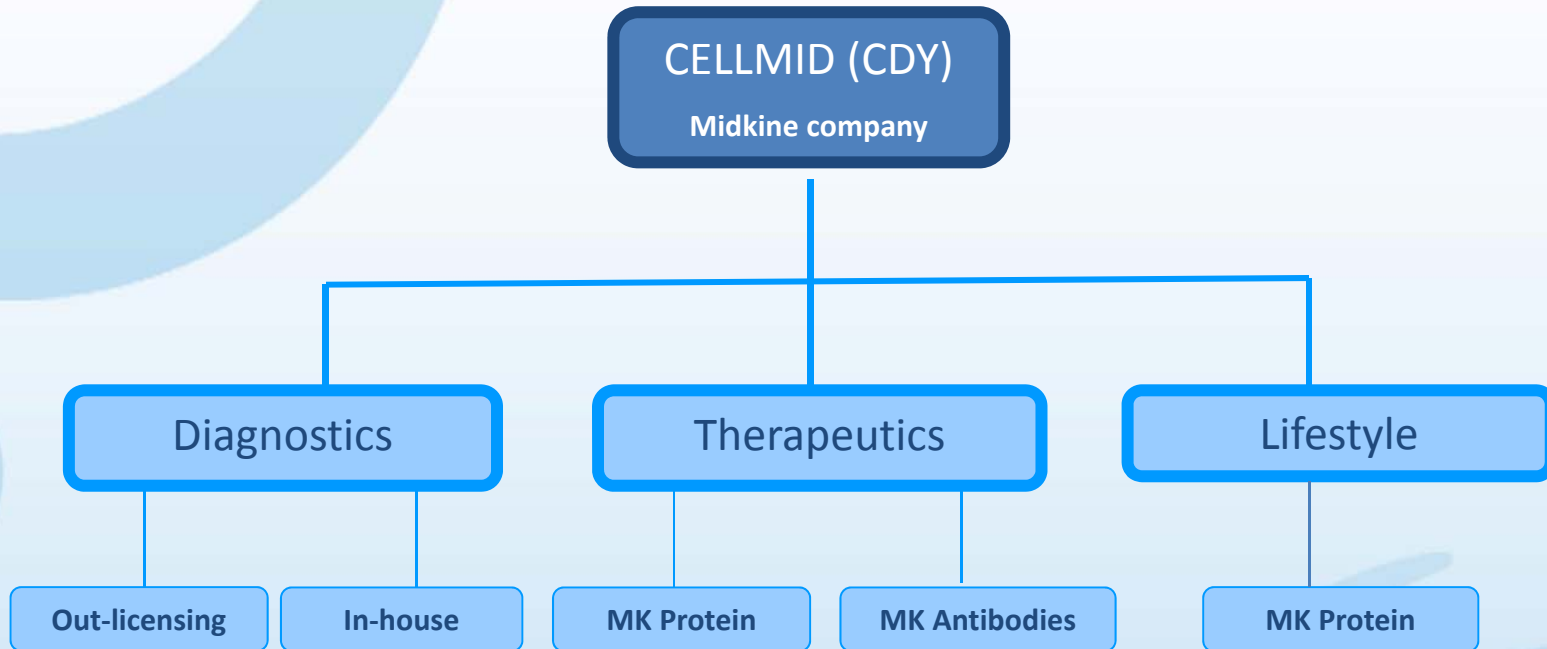 CELLMID (CDY)
Midkine company
Diagnostics
Therapeutics
Lifestyle
Out-licensing
In-house
MK Protein
MK Antibodies
MK Protein